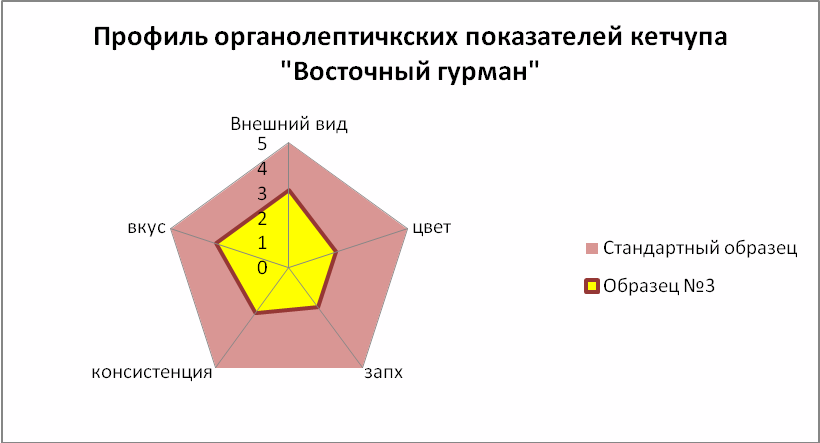 Профиль органолептичкских показателей кетчупа
"Восточный гурман"
Внешний вид
5
4
3
2
1
0
вкус
цвет
консистенция
запх
Стандартный образец
Образец №3